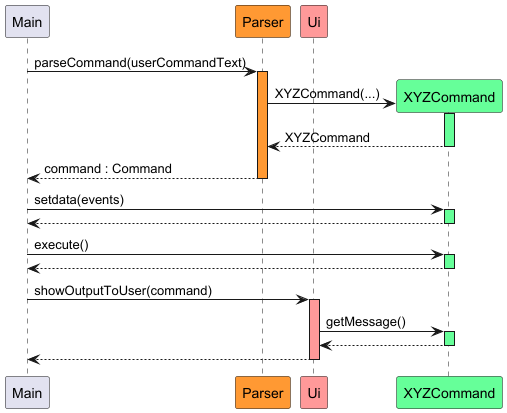 Main Parser Ui
parseCommand(userCommandText)
XYZCommand(...)
XYZCommand
XYZCommand
command : Command
setdata(events)
execute()
showOutputToUser(command)
getMessage()
Main Parser Ui XYZCommand